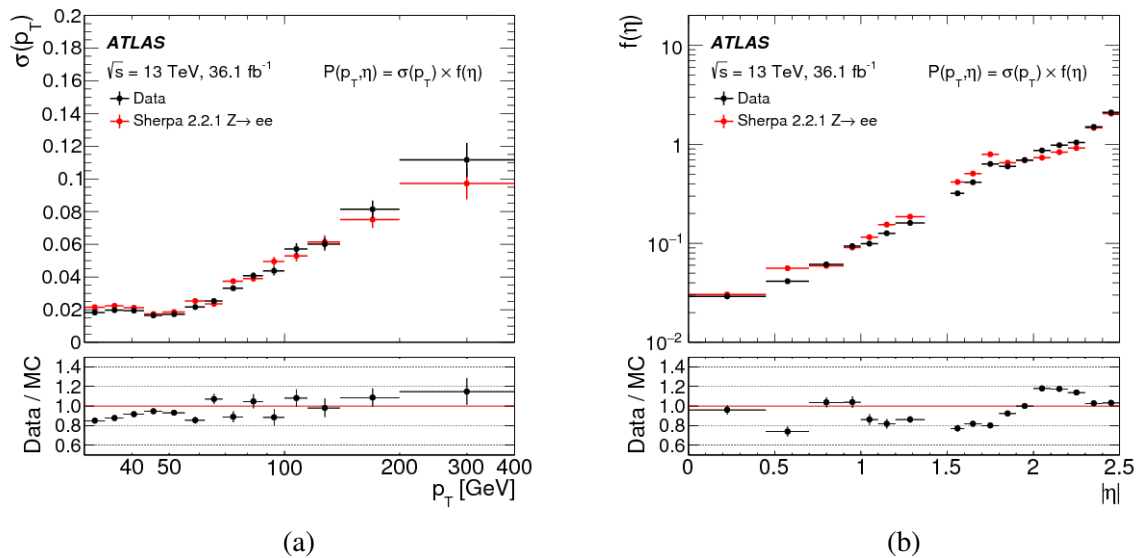 σ(p_T)
0.2
0.18
0.16
0.14
0.12
0.1
0.08
0.06
0.04
0.02
0
ATLAS
√s = 13 TeV, 36.1 fb⁻¹
P(p_T,η) = σ(p_T) × f(η)
Data
Sherpa 2.2.1 Z→ ee
Data / MC
1.4
1.2
1.0
0.8
0.6
40 50 100 200 300 400
p_T [GeV]
(a)
f(η)
10
1
10⁻¹
10⁻²
ATLAS
√s = 13 TeV, 36.1 fb⁻¹
P(p_T,η) = σ(p_T) × f(η)
Data
Sherpa 2.2.1 Z→ ee
Data / MC
1.4
1.2
1.0
0.8
0.6
0 0.5 1 1.5 2 2.5
|η|
(b)